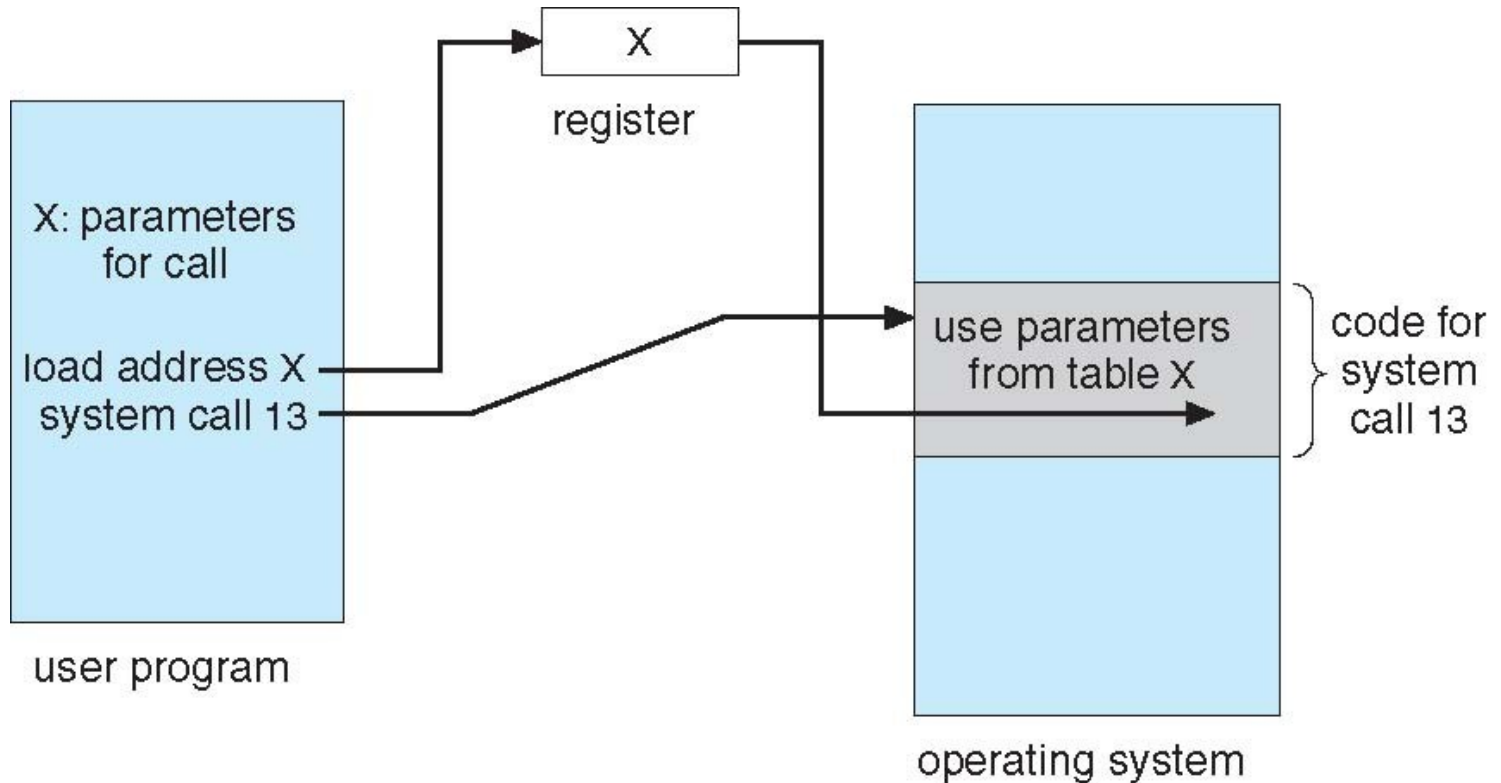 X
register
X: parameters
for call
load address X
system call 13
user program
use parameters
from table X
code for
system
call 13
operating system